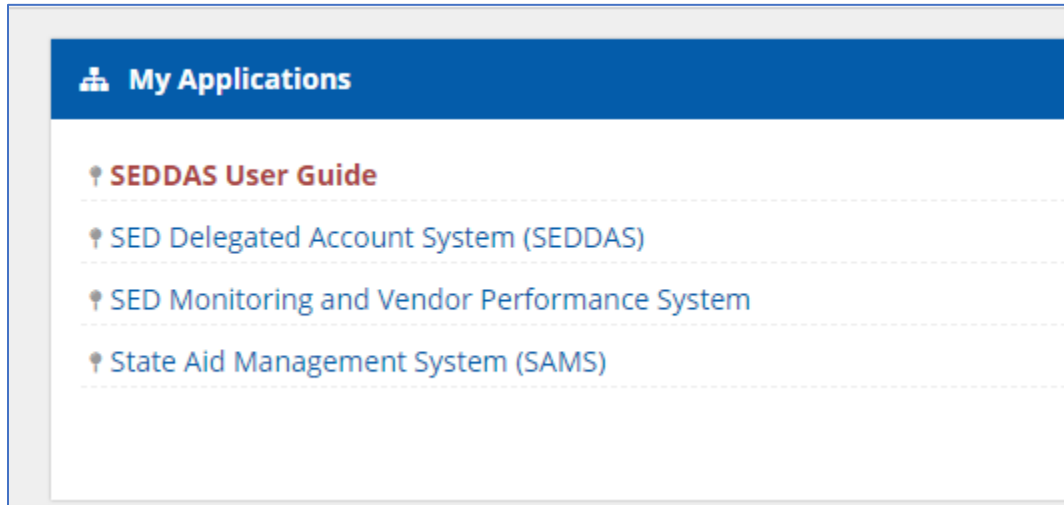 My Applications
SEDDAS User Guide
SED Delegated Account System (SEDDAS)
SED Monitoring and Vendor Performance System
State Aid Management System (SAMS)